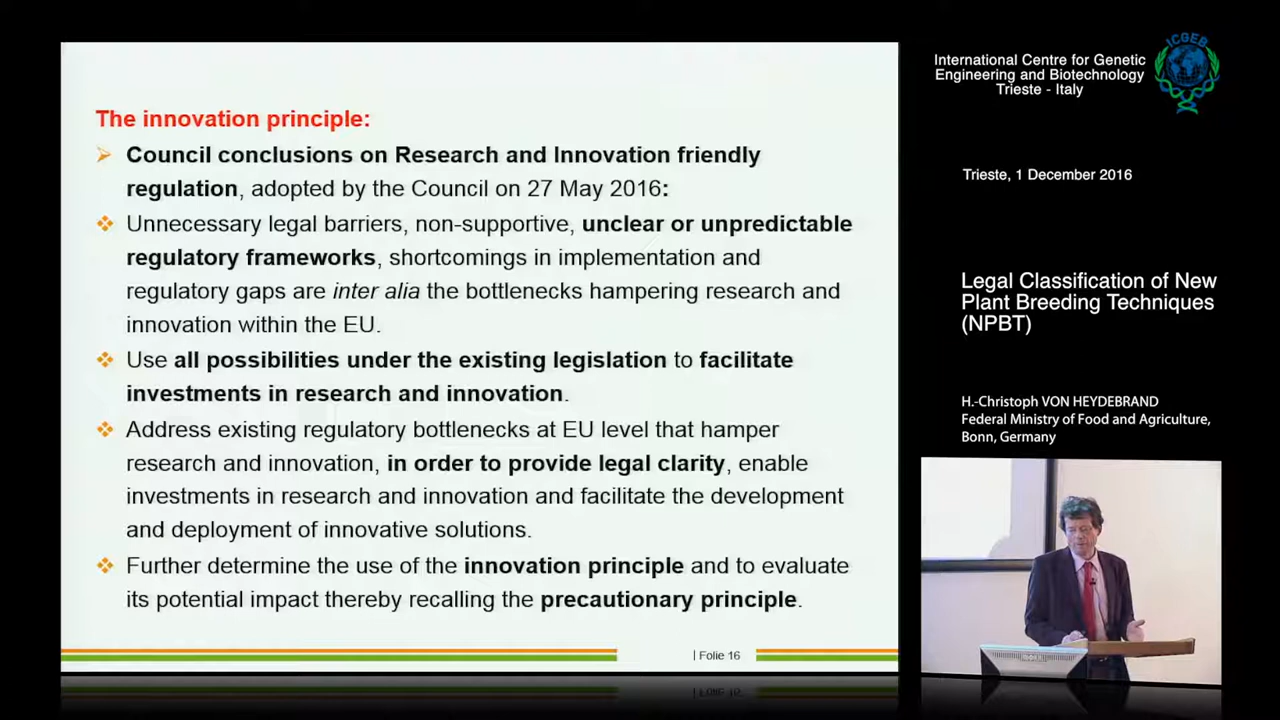 The innovation principle:
Council conclusions on Research and Innovation friendly
regulation, adopted by the Council on 27 May 2016:
Unnecessary legal barriers, non-supportive, unclear or unpredictable
regulatory frameworks, shortcomings in implementation and
regulatory gaps are inter alia the bottlenecks hampering research and
innovation within the EU.
Use all possibilities under the existing legislation to facilitate
investments in research and innovation.
Address existing regulatory bottlenecks at EU level that hamper
research and innovation, in order to provide legal clarity, enable
investments in research and innovation and facilitate the development
and deployment of innovative solutions.
Further determine the use of the innovation principle and to evaluate
its potential impact thereby recalling the precautionary principle.
| Folie 16
International Centre for Genetic
Engineering and Biotechnology
Trieste - Italy
ICGEB
Trieste, 1 December 2016
Legal Classification of New
Plant Breeding Techniques
(NPBT)
H.-Christoph VON HEYDEBRAND
Federal Ministry of Food and Agriculture,
Bonn, Germany